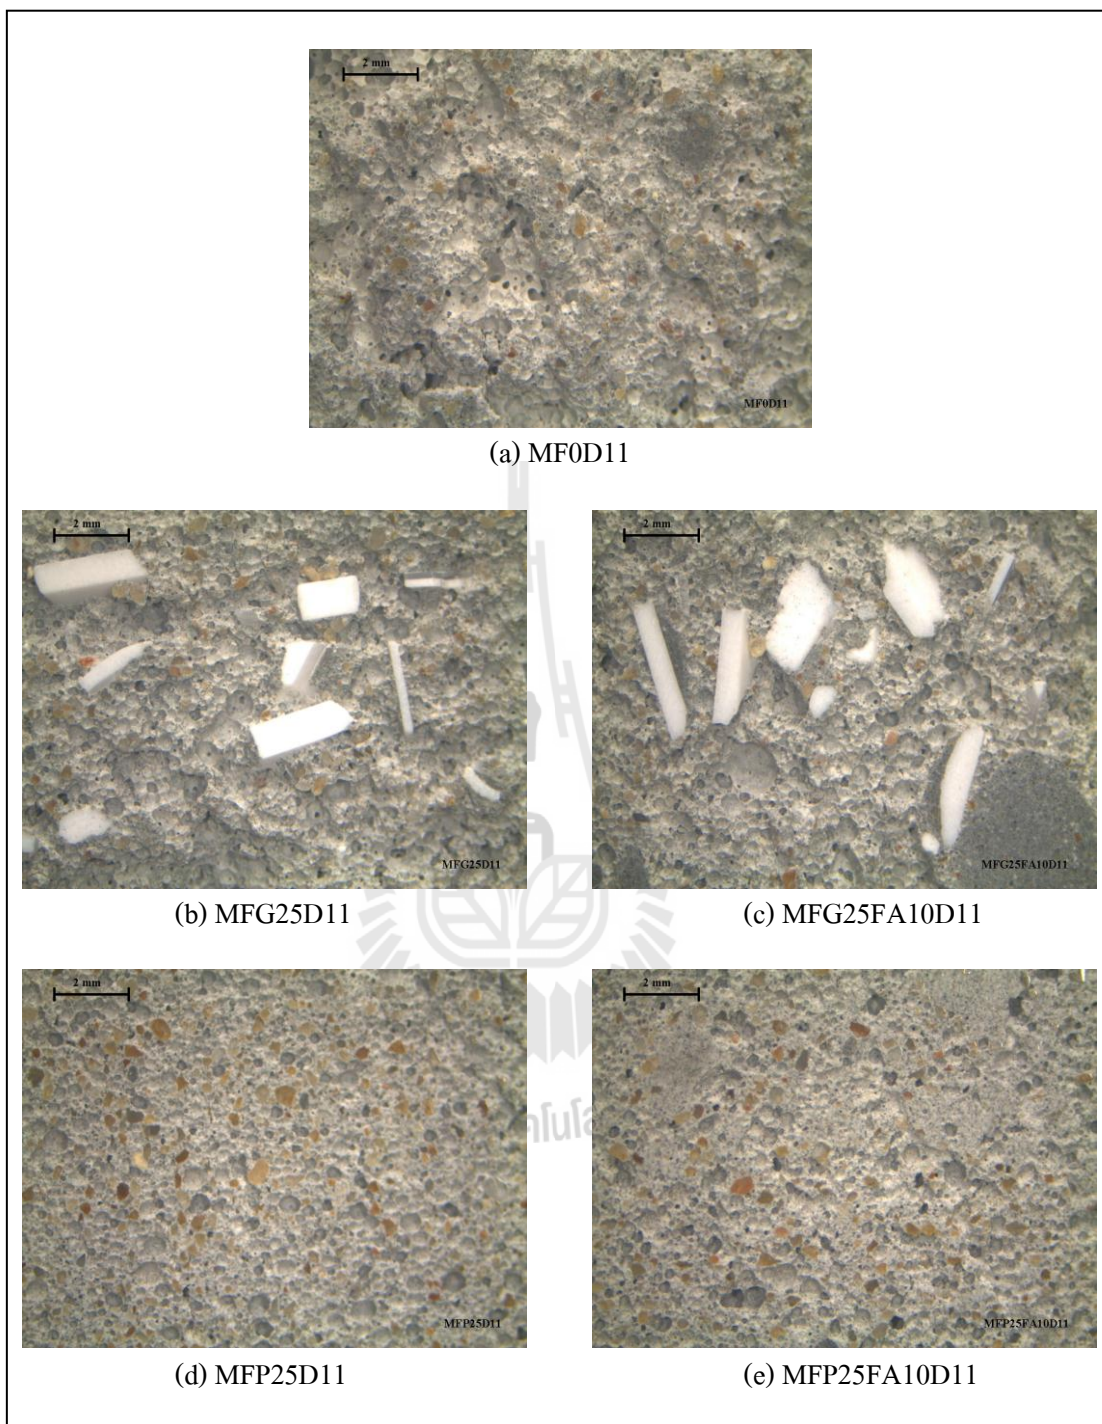 2 mm
MF0D11
(a) MF0D11
2 mm
MFG25D11
(b) MFG25D11
2 mm
MFG25FA10D11
(c) MFG25FA10D11
2 mm
MFP25D11
(d) MFP25D11
2 mm
MFP25FA10D11
(e) MFP25FA10D11